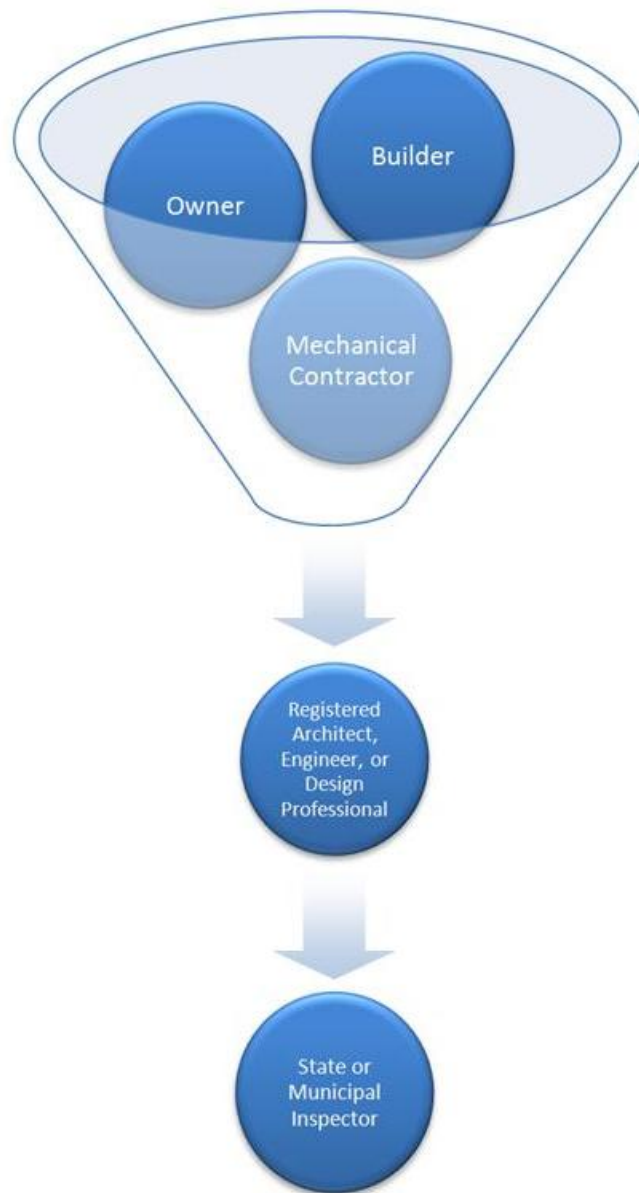 Builder
Owner
Mechanical
Contractor
Registered
Architect,
Engineer, or
Design
Professional
State or
Municipal
Inspector